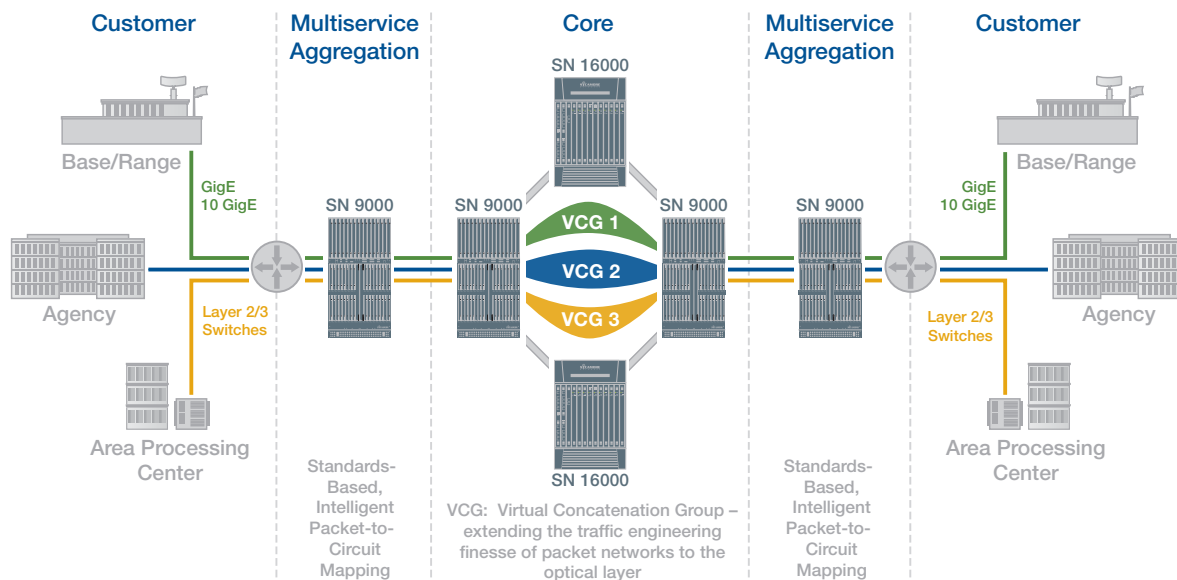 Customer
Multiservice
Aggregation
Core
Multiservice
Aggregation
Customer
SN 16000
Base/Range
Base/Range
GigE
10 GigE
GigE
10 GigE
SN 9000
SN 9000
SN 9000
SN 9000
VCG 1
VCG 2
VCG 3
Agency
Agency
Layer 2/3
Switches
Layer 2/3
Switches
Area Processing
Center
Area Processing
Center
SN 16000
Standards-
Based,
Intelligent
Packet-to-
Circuit
Mapping
VCG: Virtual Concatenation Group –
extending the traffic engineering
finesse of packet networks to the
optical layer
Standards-
Based,
Intelligent
Packet-to-
Circuit
Mapping